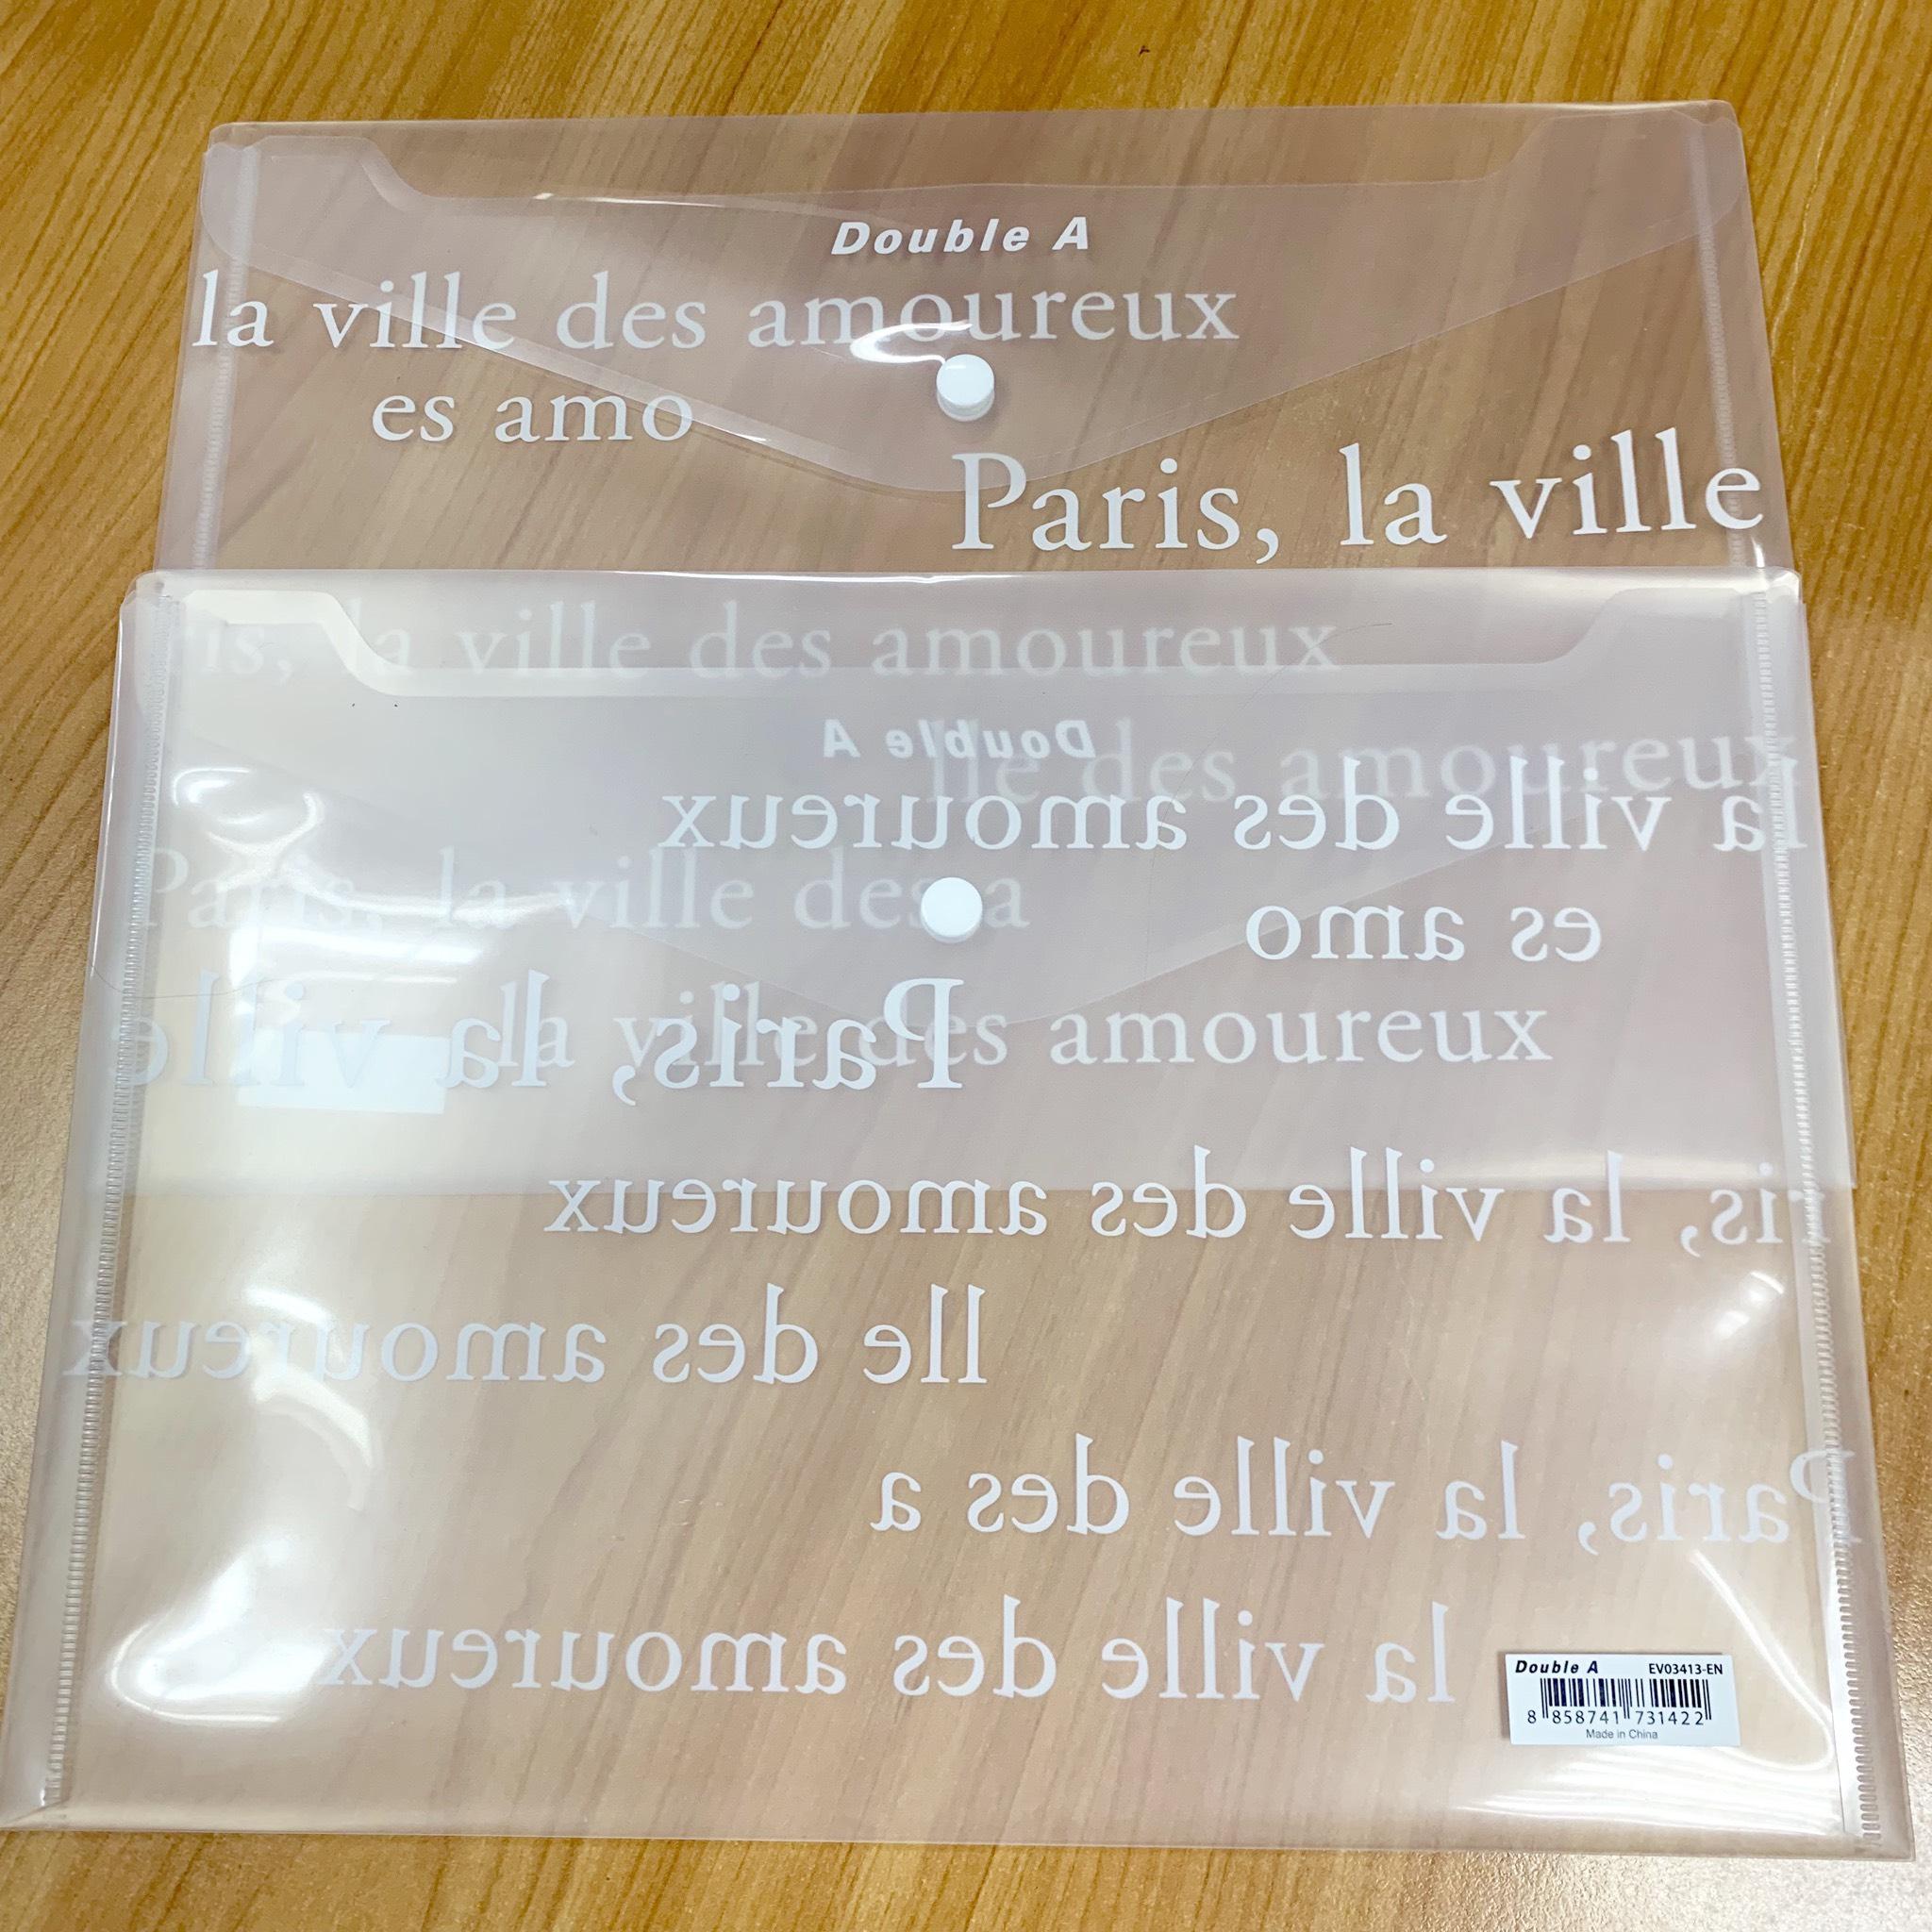 Double A
la ville des amoureux
es amo
Paris, la ville
is, la ville des amoureux
Double A
lle des amoureux
la ville des amoureux
Paris, la ville des a
es amo
Paris, la ville
la ville des amoureux
ris, la ville des amoureux
lle des amoureux
Paris, la ville des a
la ville des amoureux
Double A EV03413-EN
8 858741 731422
Made in China